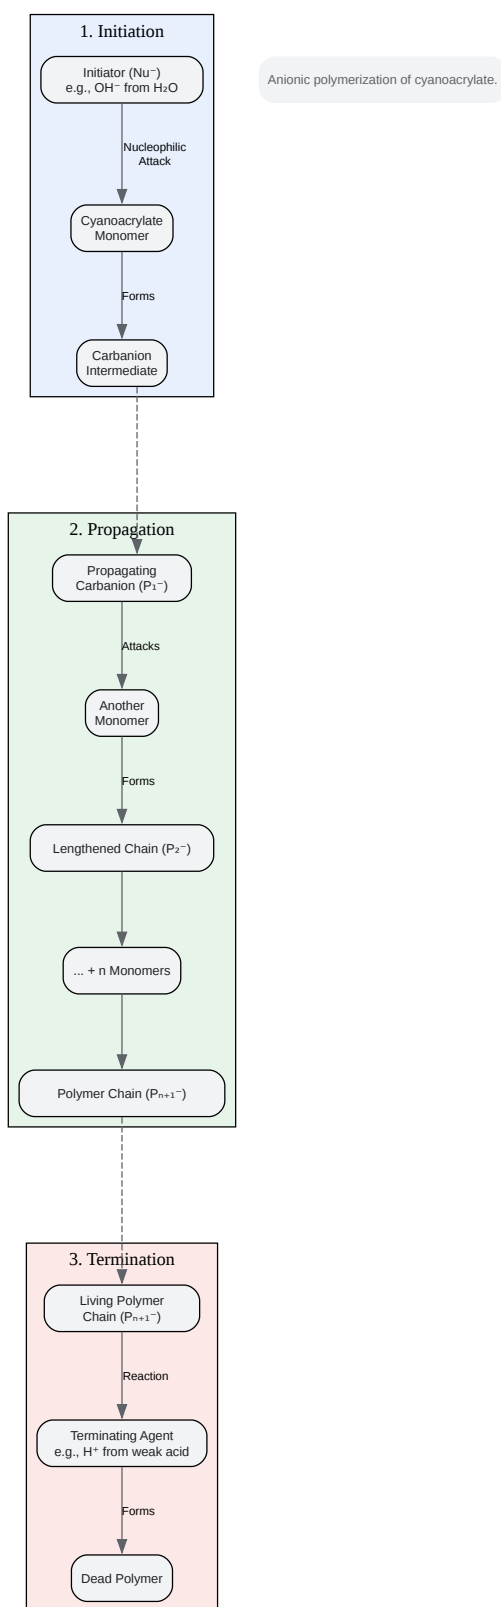 1. Initiation
Initiator (Nu⁻)
e.g., OH⁻ from H₂O
Anionic polymerization of cyanoacrylate.
Nucleophilic
Attack
Cyanoacrylate
Monomer
Forms
Carbanion
Intermediate
2. Propagation
Propagating
Carbanion (P₁⁻)
Attacks
Another
Monomer
Forms
Lengthened Chain (P₂⁻)
... + n Monomers
Polymer Chain (Pₙ₊₁⁻)
3. Termination
Living Polymer
Chain (Pₙ₊₁⁻)
Reaction
Terminating Agent
e.g., H⁺ from weak acid
Forms
Dead Polymer